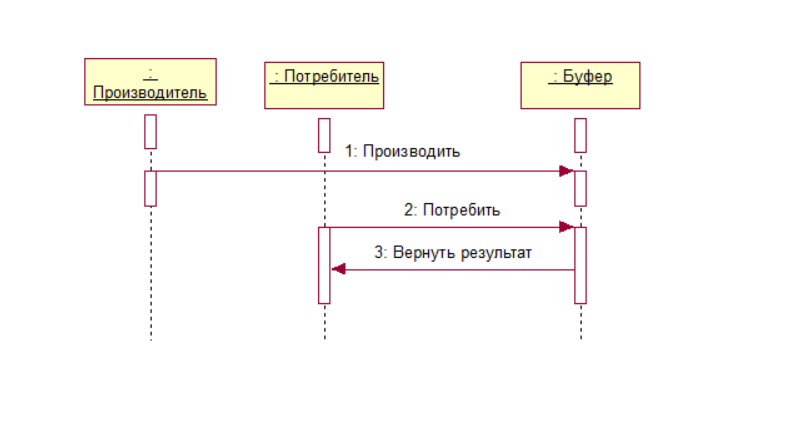 :
Производитель
: Потребитель
: Буфер
1: Производить
2: Потребить
3: Вернуть результат